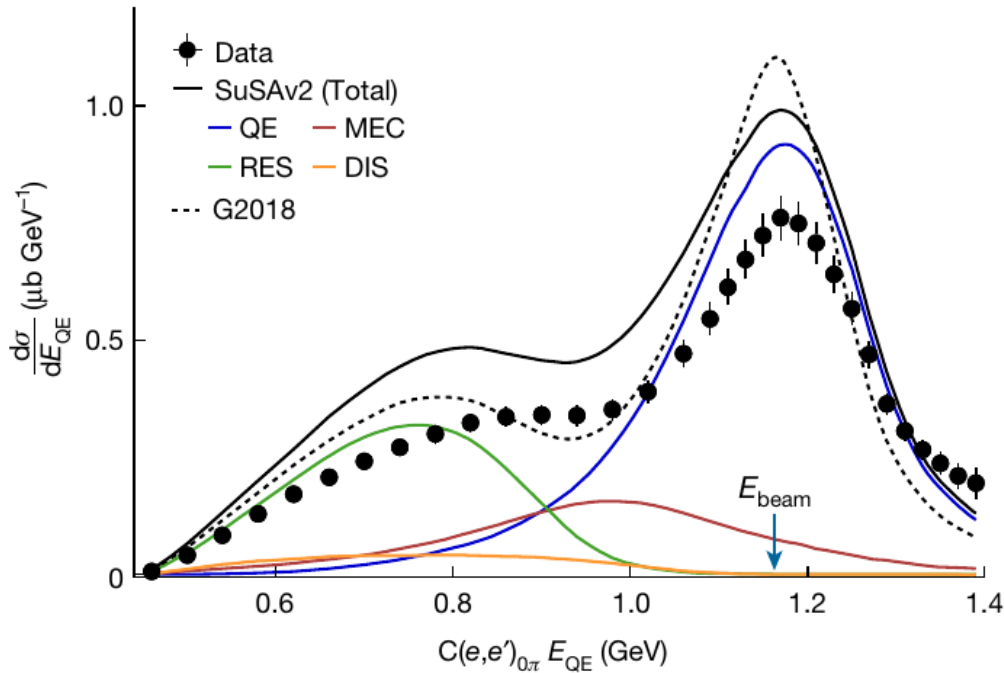 Data
SuSAv2 (Total)
QE MEC
RES DIS
G2018
1.0
0.5
0
dσ
dE_QE
(μb GeV⁻¹)
E_beam
0.6 0.8 1.0 1.2 1.4
C(e,e′)_0π E_QE (GeV)